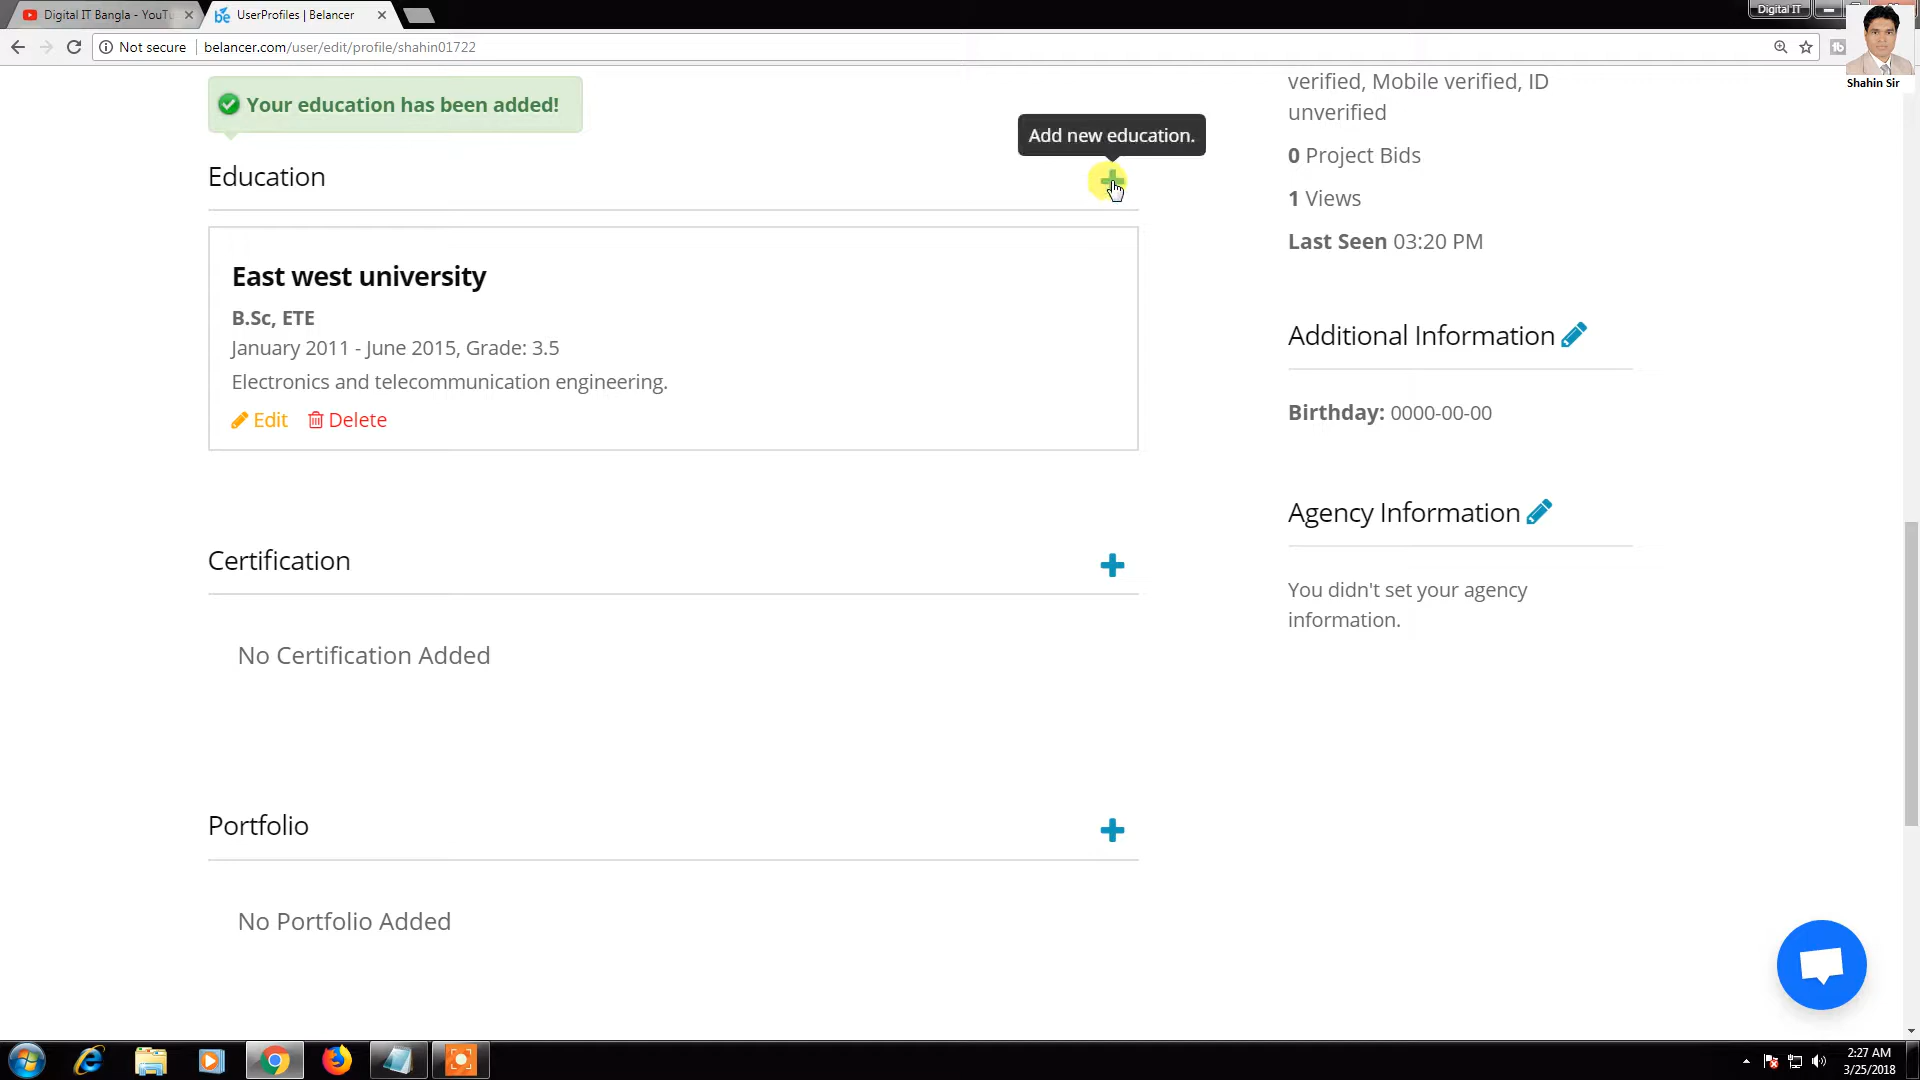 Digital IT Bangla - YouTu
UserProfiles | Belancer
Digital IT
Not secure
belancer.com/user/edit/profile/shahin01722
Shahin Sir
Your education has been added!
verified, Mobile verified, ID
unverified
Add new education.
0 Project Bids
Education
1 Views
Last Seen 03:20 PM
East west university
B.Sc, ETE
January 2011 - June 2015, Grade: 3.5
Electronics and telecommunication engineering.
Edit
Delete
Additional Information
Birthday: 0000-00-00
Agency Information
You didn't set your agency
information.
Certification
No Certification Added
Portfolio
No Portfolio Added
2:27 AM
3/25/2018